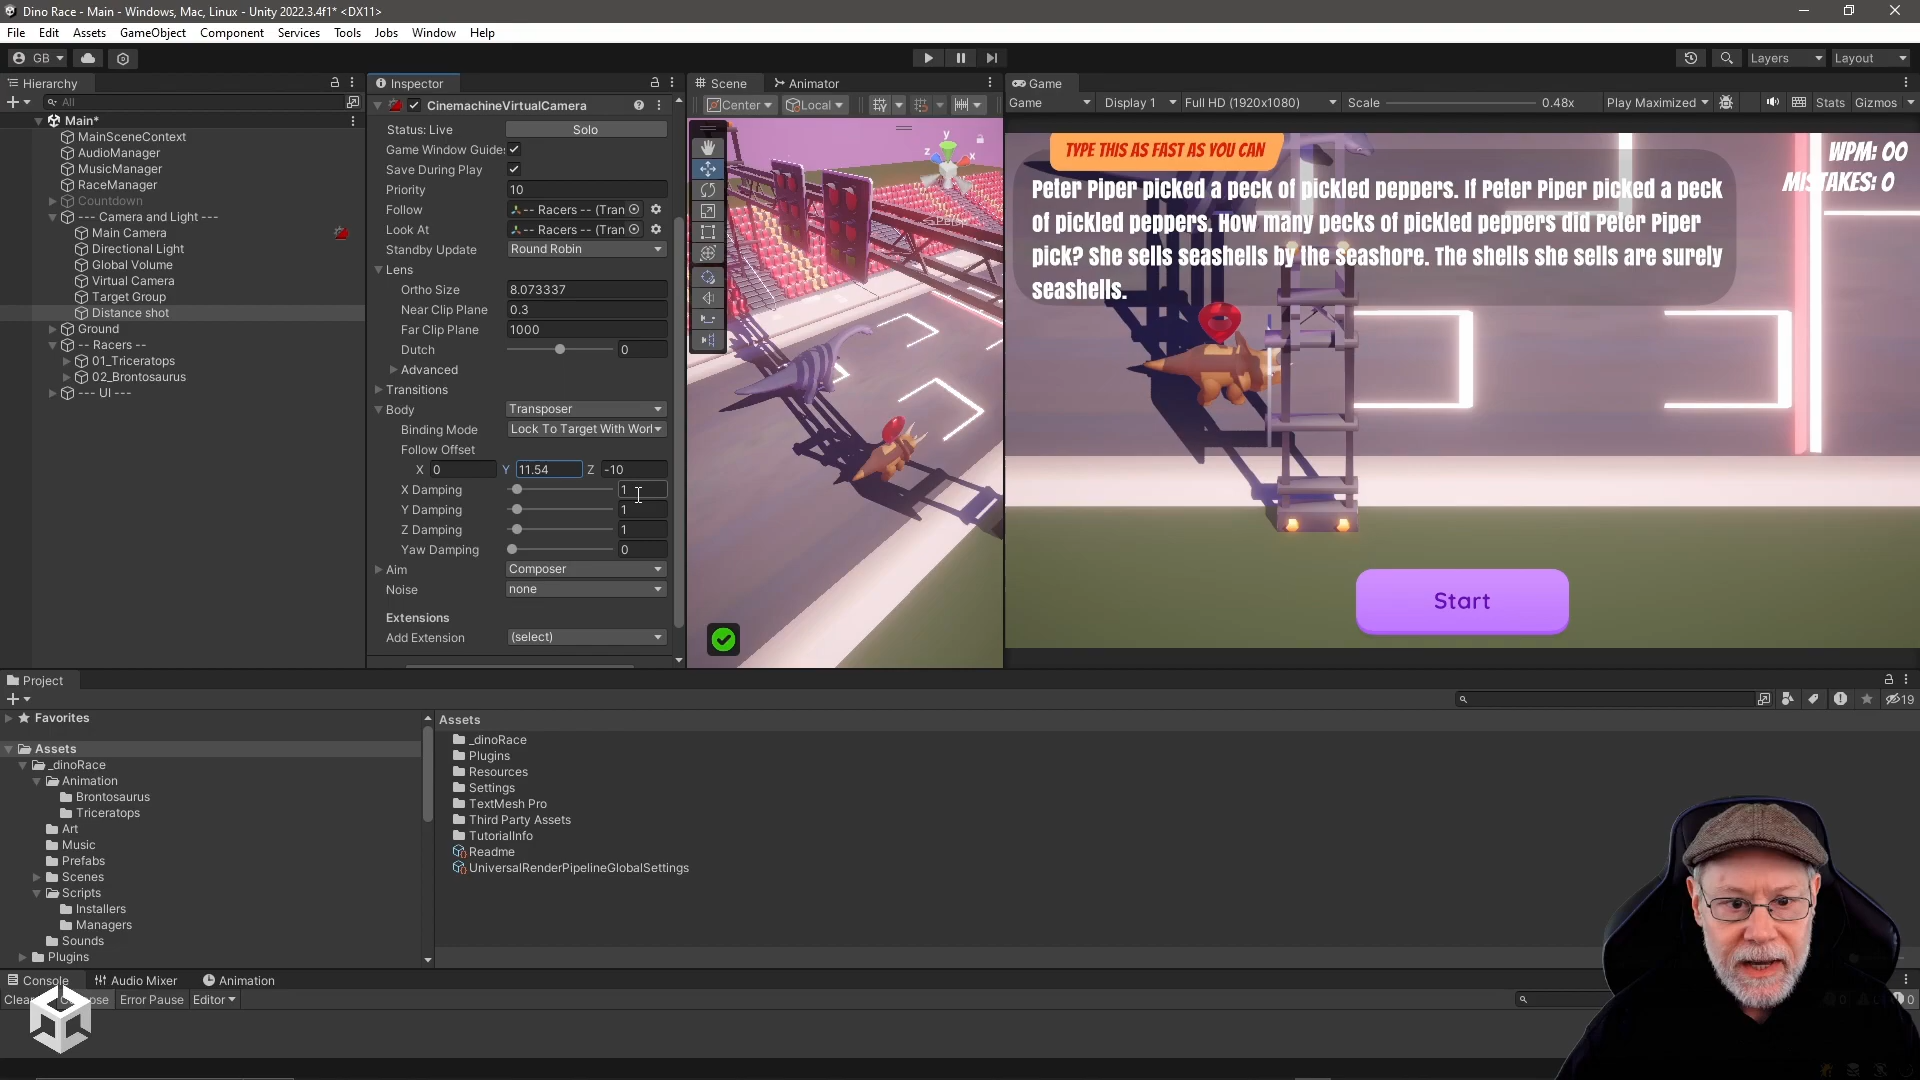 Dino Race - Main - Windows, Mac, Linux - Unity 2022.3.4f1* <DX11>
File Edit Assets GameObject Component Services Tools Jobs Window Help
GB
Layers
Layout
Hierarchy
All
Main*
MainSceneContext
AudioManager
MusicManager
RaceManager
Countdown
--- Camera and Light ---
Main Camera
Directional Light
Global Volume
Virtual Camera
Target Group
Distance shot
Ground
-- Racers --
01_Triceratops
02_Brontosaurus
--- UI ---
Inspector
CinemachineVirtualCamera
Status: Live
Solo
Game Window Guides
Save During Play
Priority 10
Follow -- Racers -- (Tran
Look At -- Racers -- (Tran
Standby Update Round Robin
Lens
Ortho Size 8.073337
Near Clip Plane 0.3
Far Clip Plane 1000
Dutch 0
Advanced
Transitions
Body Transposer
Binding Mode Lock To Target With Worl
Follow Offset
X 0 Y 11.54 Z -10
X Damping 1
Y Damping 1
Z Damping 1
Yaw Damping 0
Aim Composer
Noise none
Extensions
Add Extension (select)
Scene Animator
Center Local
y
z
x
Persp
Game
Game Display 1 Full HD (1920x1080) Scale 0.48x Play Maximized Stats Gizmos
TYPE THIS AS FAST AS YOU CAN
WPM: 00
MISTAKES: 0
Peter Piper picked a peck of pickled peppers. If Peter Piper picked a peck
of pickled peppers. How many pecks of pickled peppers did Peter Piper
pick? She sells seashells by the seashore. The shells she sells are surely
seashells.
Start
Project
19
Favorites
Assets
_dinoRace
Animation
Brontosaurus
Triceratops
Art
Music
Prefabs
Scenes
Scripts
Installers
Managers
Sounds
Plugins
Assets
_dinoRace
Plugins
Resources
Settings
TextMesh Pro
Third Party Assets
TutorialInfo
Readme
UniversalRenderPipelineGlobalSettings
Console Audio Mixer Animation
Error Pause Editor
0